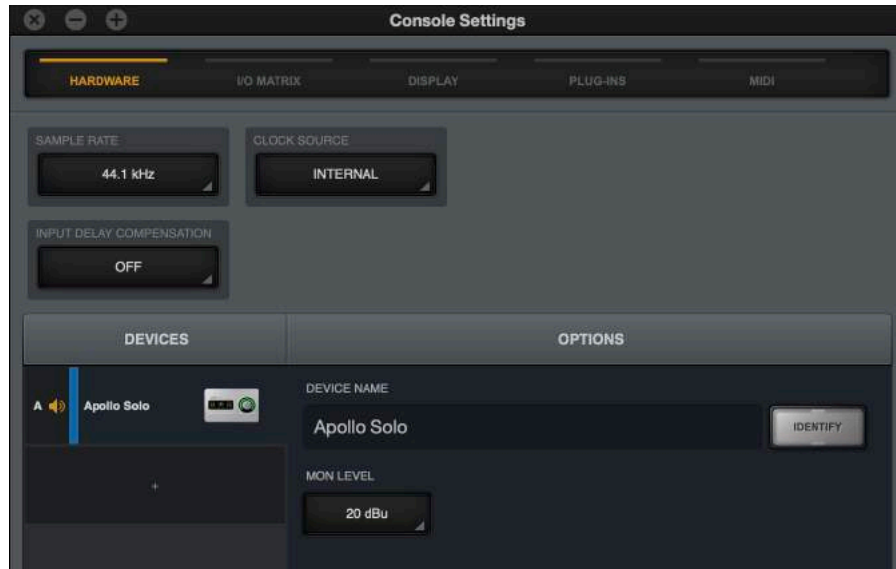 Console Settings
HARDWARE
I/O MATRIX
DISPLAY
PLUG-INS
MIDI
SAMPLE RATE
CLOCK SOURCE
44.1 kHz
INTERNAL
INPUT DELAY COMPENSATION
OFF
DEVICES
OPTIONS
A
Apollo Solo
DEVICE NAME
Apollo Solo
IDENTIFY
+
MON LEVEL
20 dBu